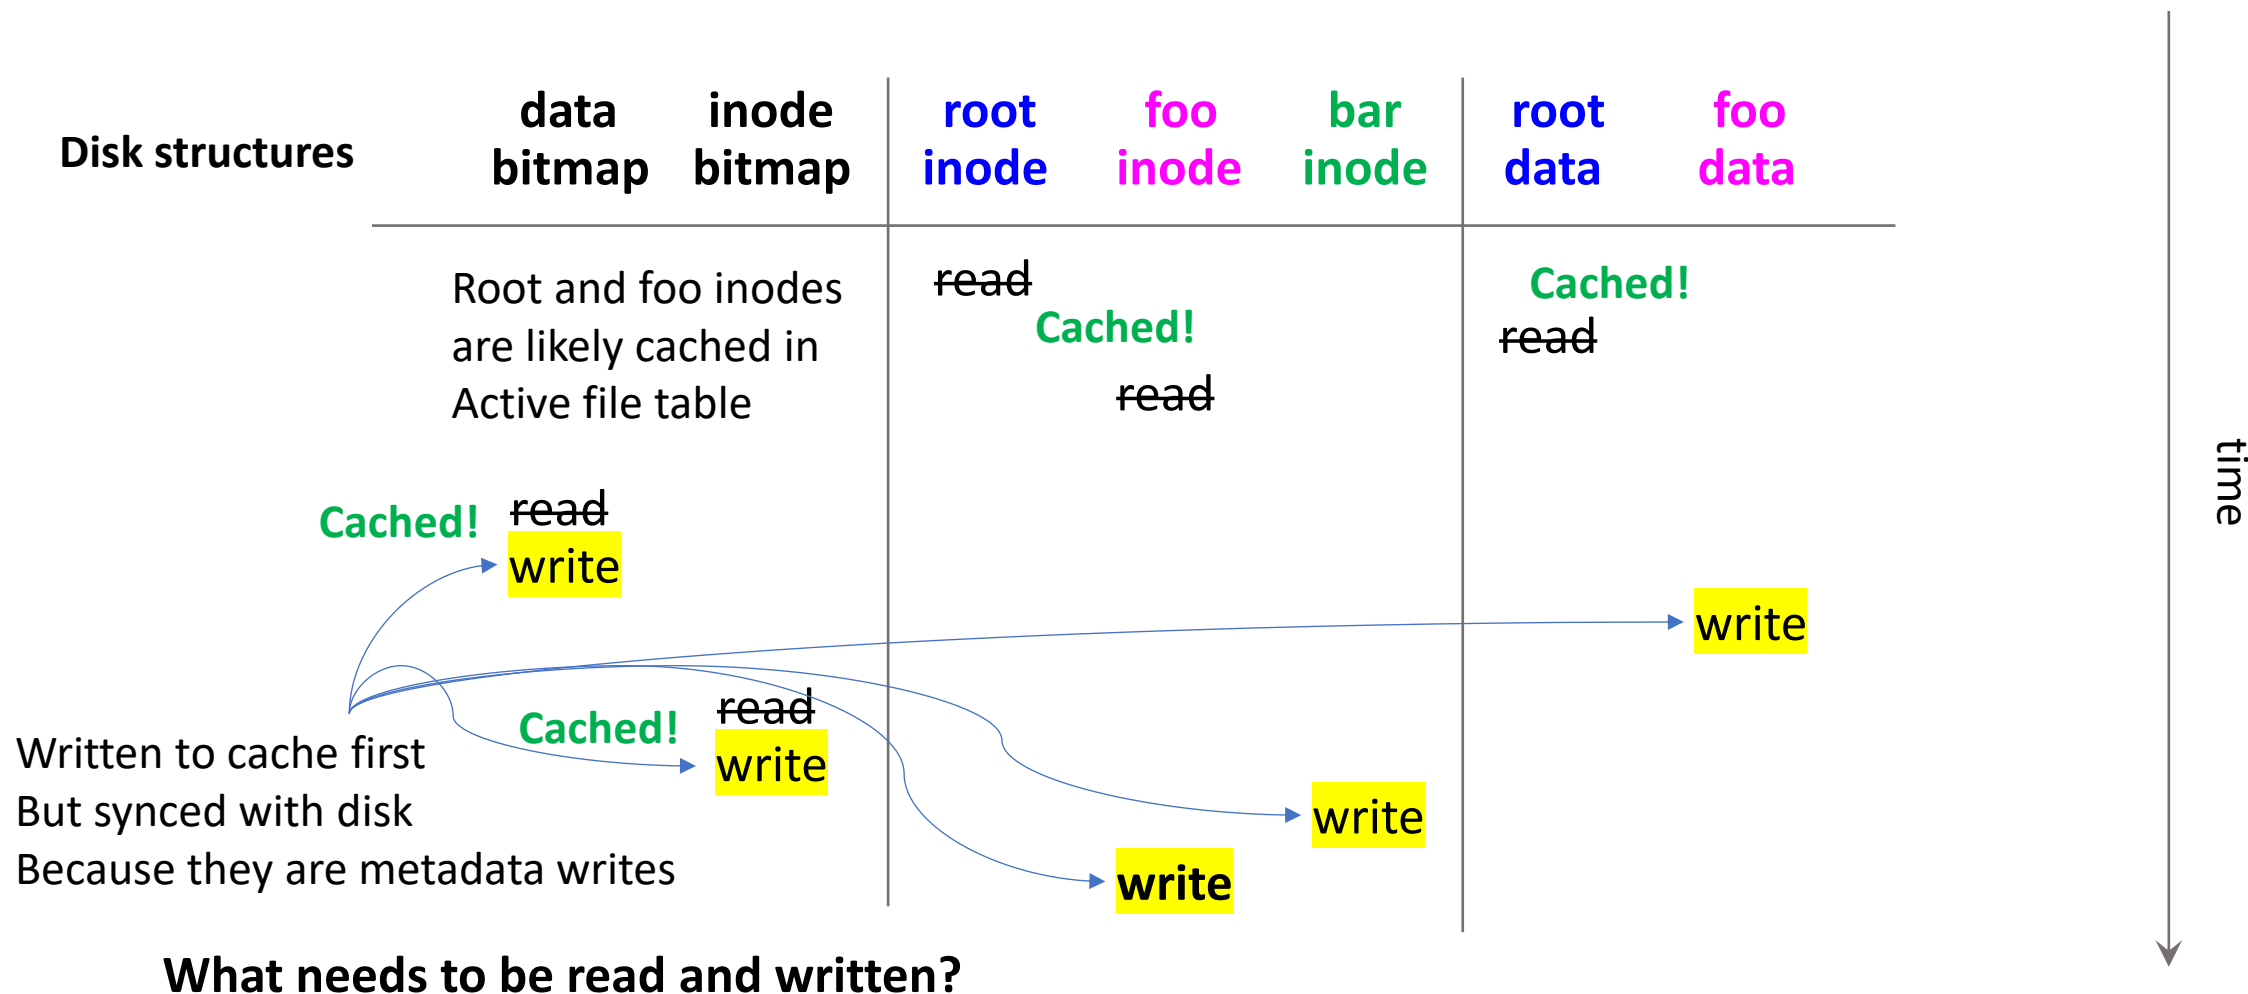 Disk structures
data bitmap
inode bitmap
root inode
foo inode
bar inode
root data
foo data
Root and foo inodes
are likely cached in
Active file table
read
Cached!
read
Cached!
read
time
Cached!
read
write
write
Cached!
read
write
Written to cache first
But synced with disk
Because they are metadata writes
write
write
What needs to be read and written?